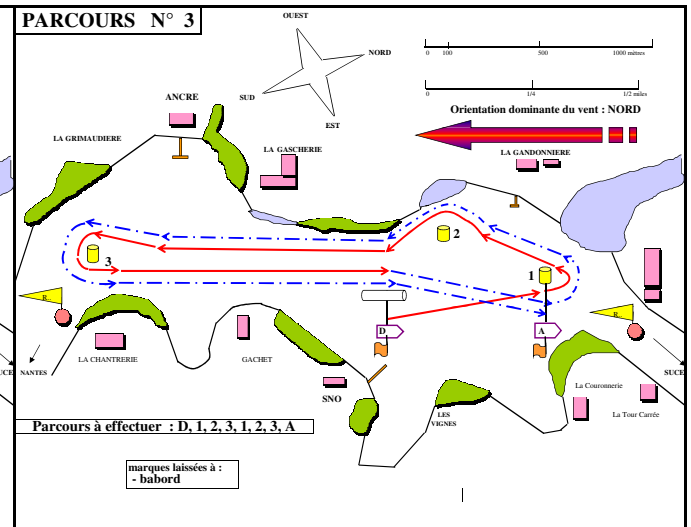 PARCOURS N° 3
OUEST
NORD
SUD
EST
0 100 500 1000 mètres
0 1/4 1/2 miles
Orientation dominante du vent : NORD
ANCRE
LA GRIMAUDIERE
LA GASCHERIE
LA GANDONNIERE
2
3
1
R
R
D
A
SUCE
NANTES
LA CHANTRERIE
GACHET
SNO
LES
VIGNES
La Couronnerie
La Tour Carrée
SUCE
Parcours à effectuer : D, 1, 2, 3, 1, 2, 3, A
marques laissées à :
- babord